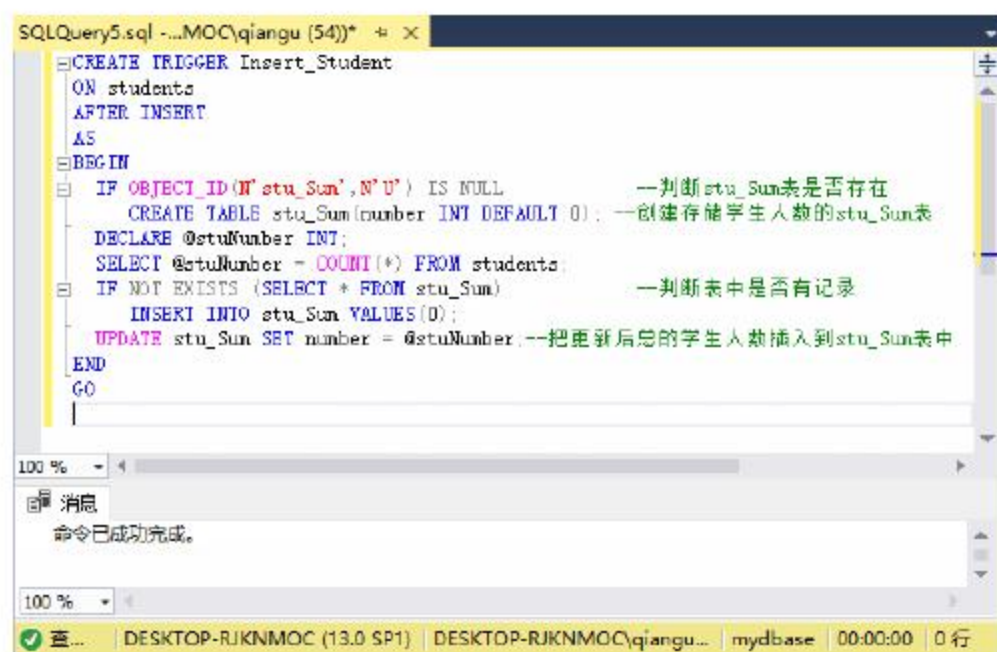 SQLQuery5.sql -...MOC\qiangu (54))*
CREATE TRIGGER Insert_Student
ON students
AFTER INSERT
AS
BEGIN
IF OBJECT_ID(N'stu_Sum',N'U') IS NULL --判断stu_Sum表是否存在
CREATE TABLE stu_Sum(number INT DEFAULT 0); --创建存储学生人数的stu_Sum表
DECLARE @stuNumber INT;
SELECT @stuNumber = COUNT(*) FROM students;
IF NOT EXISTS (SELECT * FROM stu_Sum) --判断表中是否有记录
INSERT INTO stu_Sum VALUES(0);
UPDATE stu_Sum SET number = @stuNumber;--把更新后总的学生人数插入到stu_Sum表中
END
GO
100 %
消息
命令已成功完成。
100 %
查... DESKTOP-RJKNMOC (13.0 SP1) DESKTOP-RJKNMOC\qiangu... mydbase 00:00:00 0 行